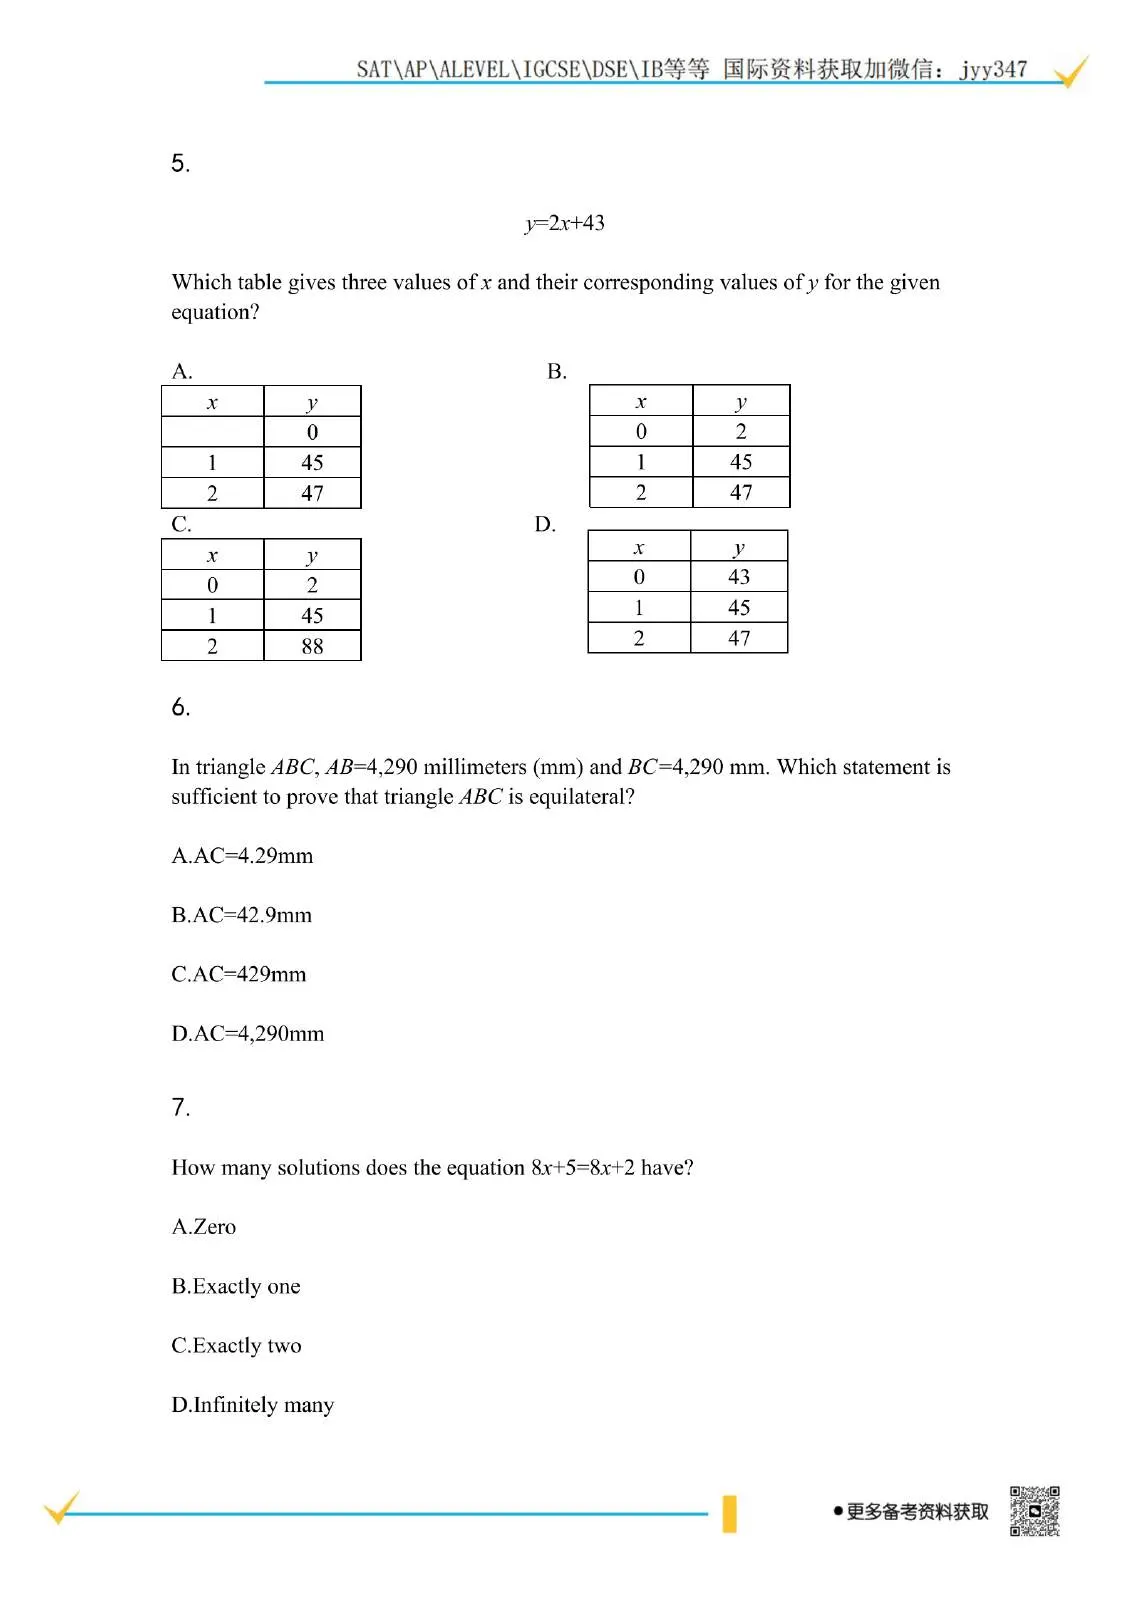 SAT\AP\ALEVEL\IGCSE\DSE\IB等等 国际资料获取加微信：jyy347
5.
y=2x+43
Which table gives three values of x and their corresponding values of y for the given
equation?
A.
x y
0
1 45
2 47
B.
x y
0 2
1 45
2 47
C.
x y
0 2
1 45
2 88
D.
x y
0 43
1 45
2 47
6.
In triangle ABC, AB=4,290 millimeters (mm) and BC=4,290 mm. Which statement is
sufficient to prove that triangle ABC is equilateral?
A.AC=4.29mm
B.AC=42.9mm
C.AC=429mm
D.AC=4,290mm
7.
How many solutions does the equation 8x+5=8x+2 have?
A.Zero
B.Exactly one
C.Exactly two
D.Infinitely many
●更多备考资料获取